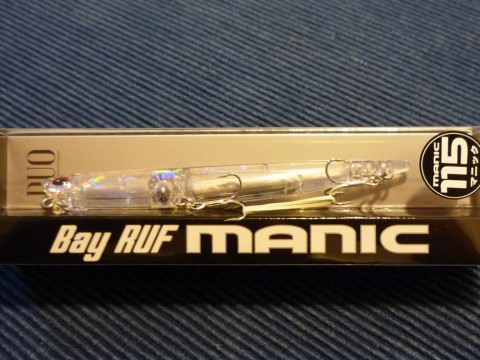 DUO
MANIC
115
マニック
Bay RUF MANIC